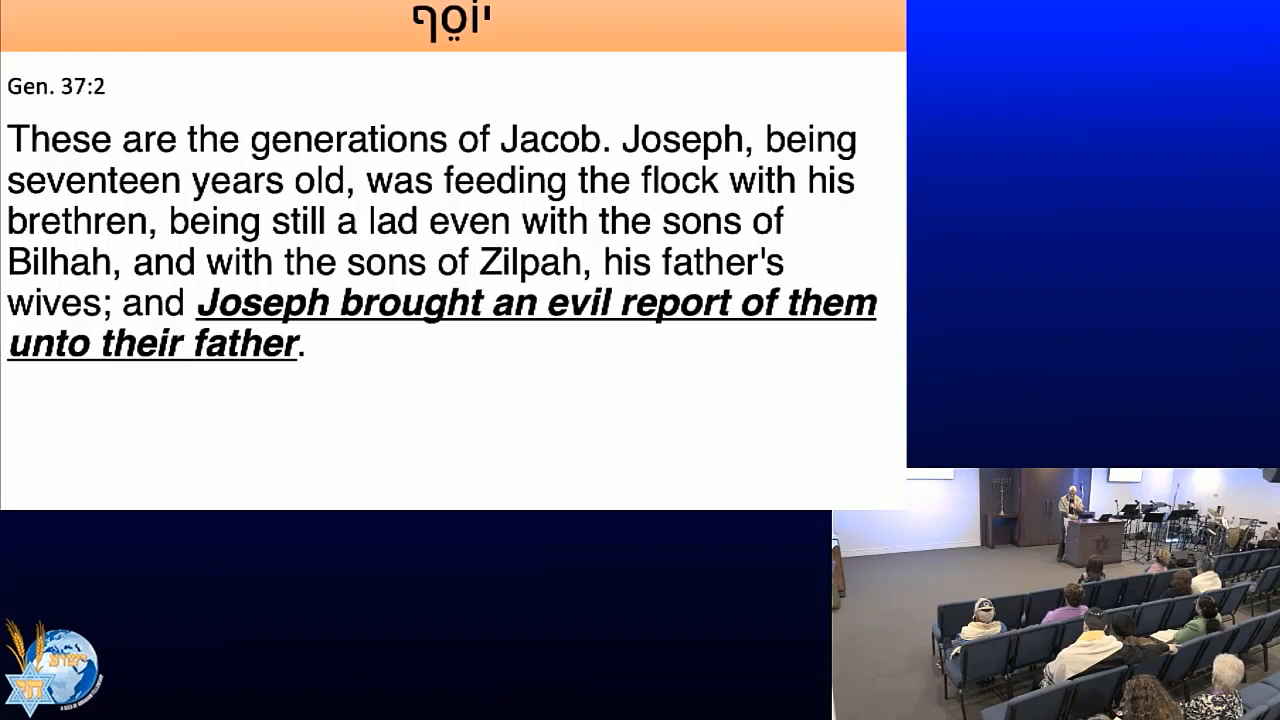 יוֹסֵף
Gen. 37:2
These are the generations of Jacob. Joseph, being
seventeen years old, was feeding the flock with his
brethren, being still a lad even with the sons of
Bilhah, and with the sons of Zilpah, his father's
wives; and Joseph brought an evil report of them
unto their father.
ישוע
חי